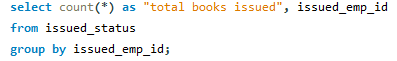 select count(*) as "total books issued", issued_emp_id
from issued_status
group by issued_emp_id;